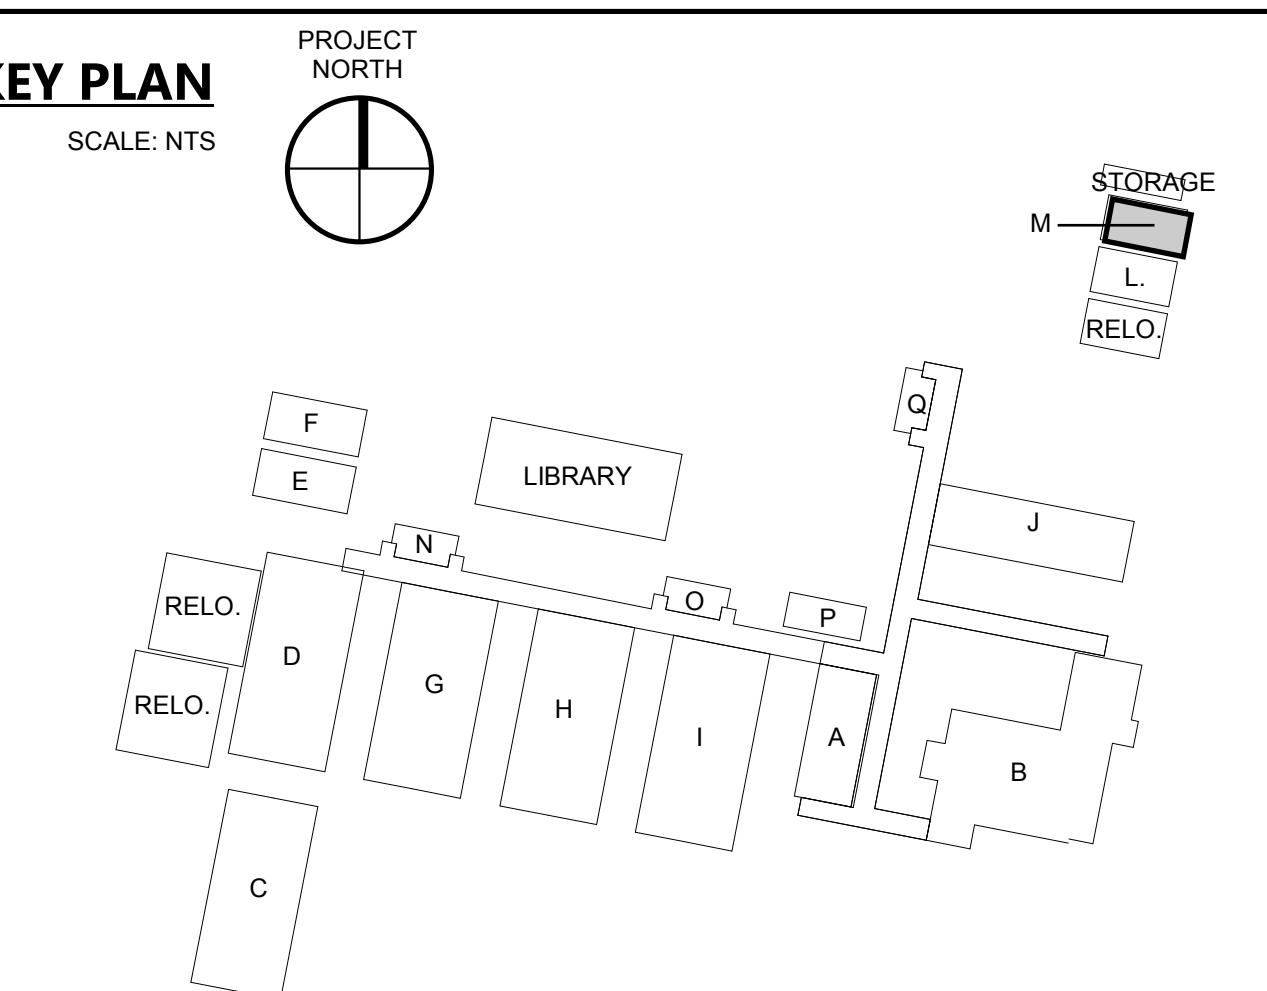 PROJECT
NORTH
KEY PLAN
SCALE: NTS
STORAGE
M
L.
RELO.
Q
F
LIBRARY
E
J
N
O
RELO.
P
D
G
RELO.
H
I
A
B
C